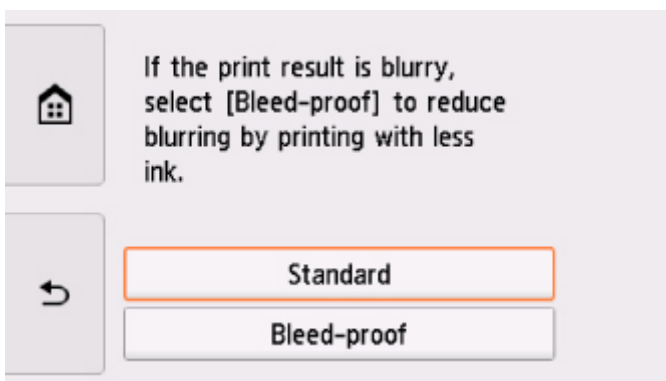 If the print result is blurry,
select [Bleed-proof] to reduce
blurring by printing with less
ink.
Standard
Bleed-proof